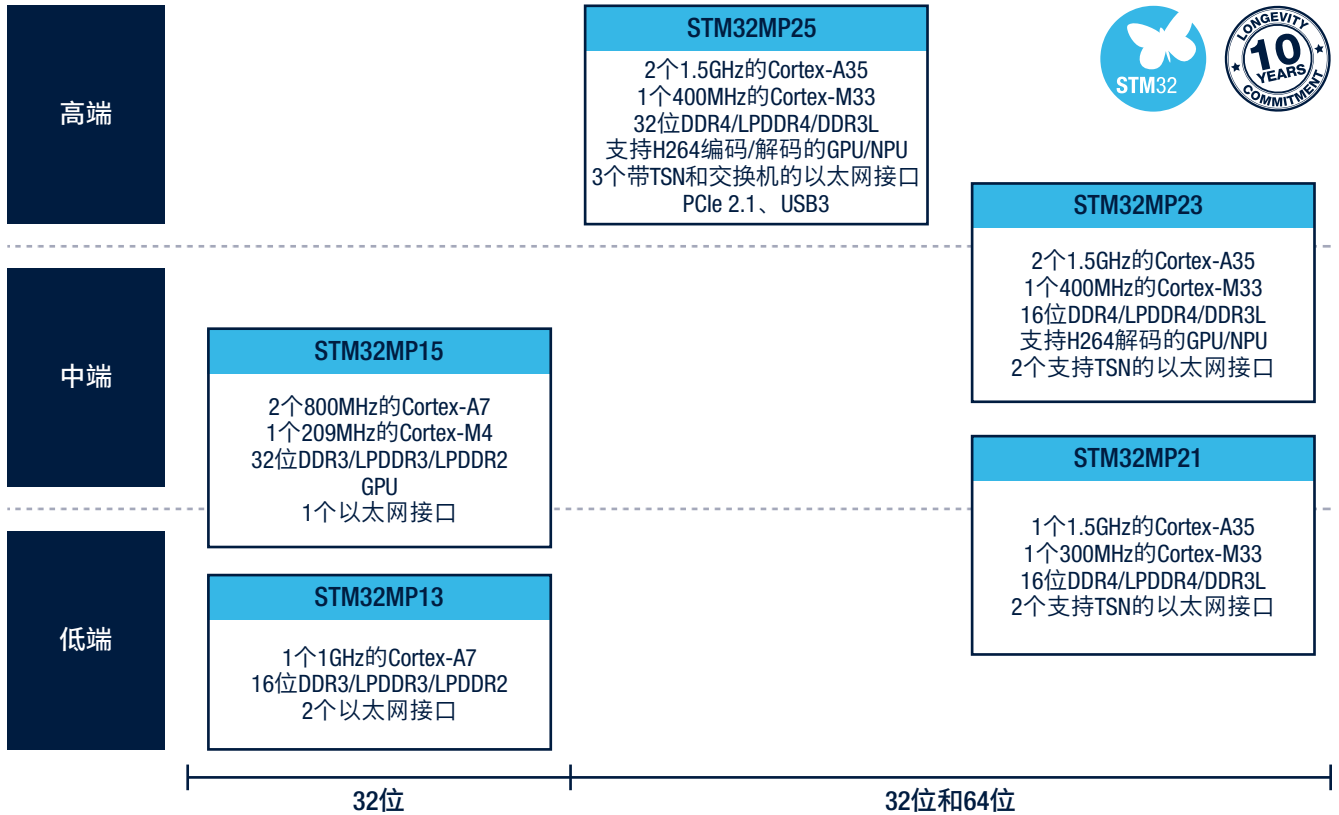 高端
STM32MP25
2个1.5GHz的Cortex-A35
1个400MHz的Cortex-M33
32位DDR4/LPDDR4/DDR3L
支持H264编码/解码的GPU/NPU
3个带TSN和交换机的以太网接口
PCIe 2.1、USB3
STM32
LONGEVITY
10
YEARS
COMMITMENT
STM32MP23
2个1.5GHz的Cortex-A35
1个400MHz的Cortex-M33
16位DDR4/LPDDR4/DDR3L
支持H264解码的GPU/NPU
2个支持TSN的以太网接口
中端
STM32MP15
2个800MHz的Cortex-A7
1个209MHz的Cortex-M4
32位DDR3/LPDDR3/LPDDR2
GPU
1个以太网接口
STM32MP21
1个1.5GHz的Cortex-A35
1个300MHz的Cortex-M33
16位DDR4/LPDDR4/DDR3L
2个支持TSN的以太网接口
低端
STM32MP13
1个1GHz的Cortex-A7
16位DDR3/LPDDR3/LPDDR2
2个以太网接口
32位
32位和64位